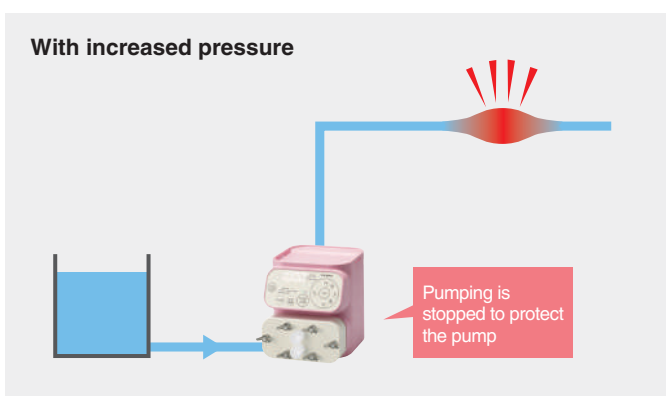 With increased pressure
Pumping is
stopped to protect
the pump